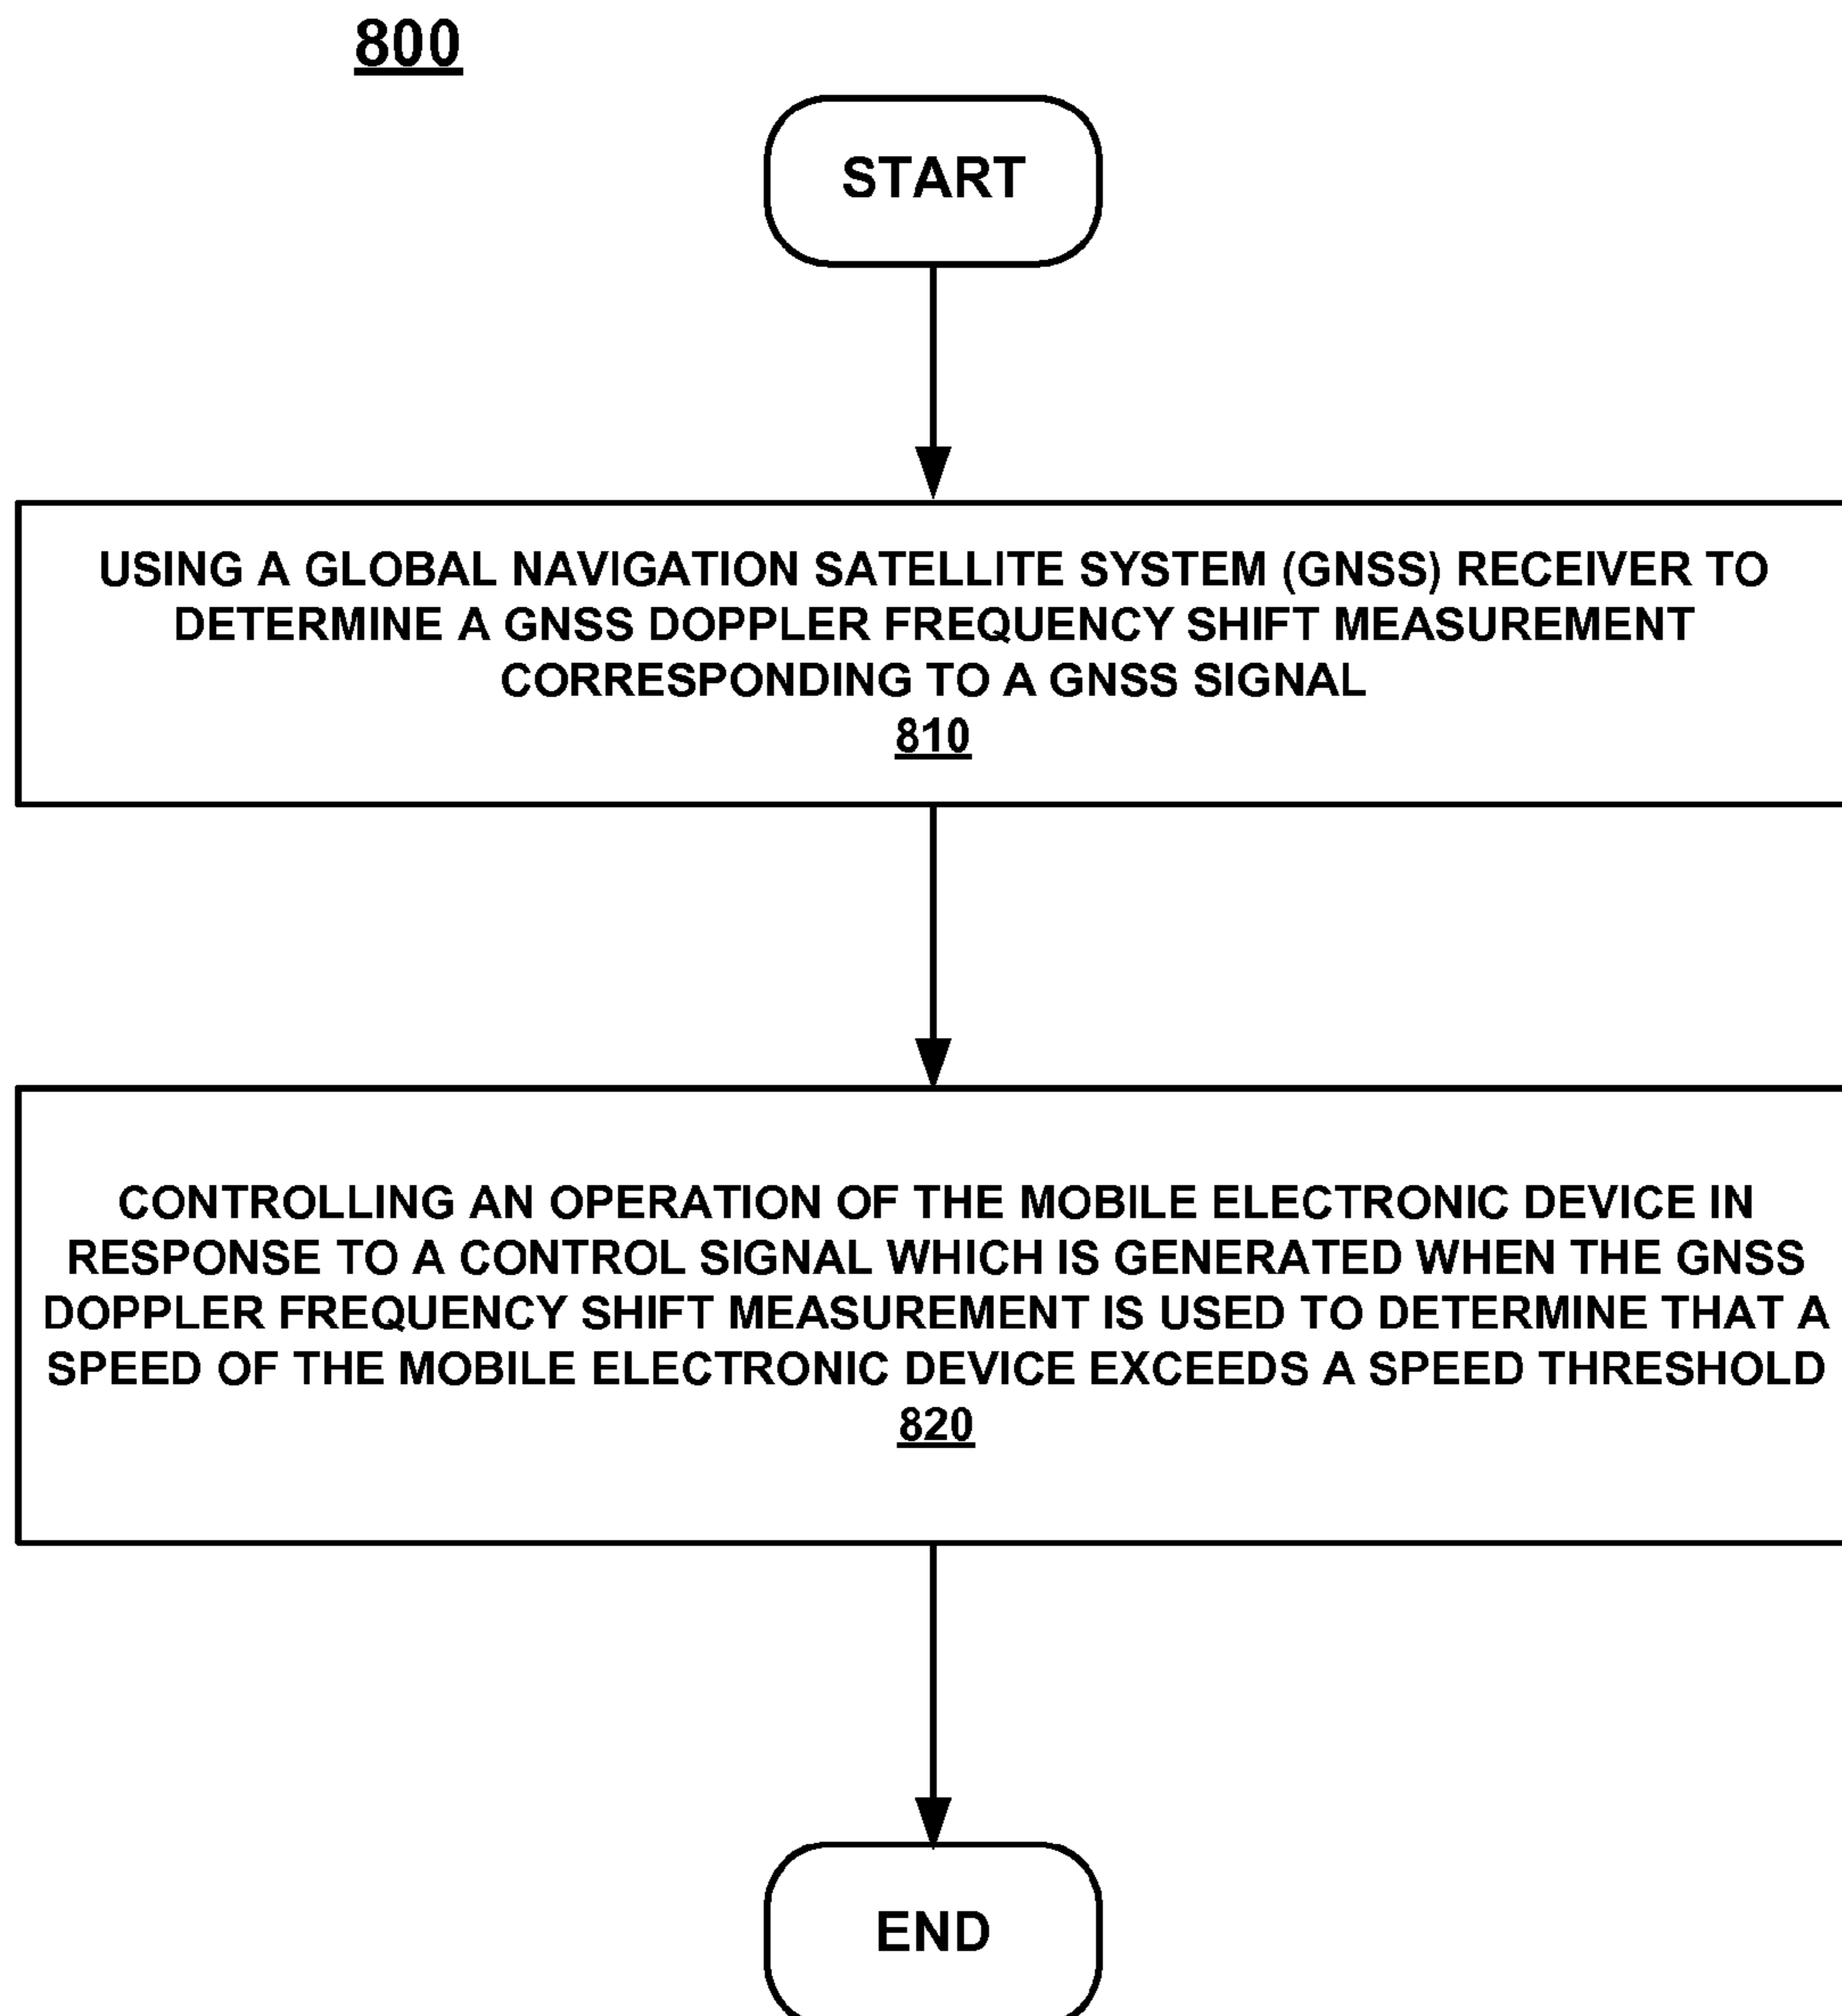 800
START
USING A GLOBAL NAVIGATION SATELLITE SYSTEM (GNSS) RECEIVER TO
DETERMINE A GNSS DOPPLER FREQUENCY SHIFT MEASUREMENT
CORRESPONDING TO A GNSS SIGNAL
810
CONTROLLING AN OPERATION OF THE MOBILE ELECTRONIC DEVICE IN
RESPONSE TO A CONTROL SIGNAL WHICH IS GENERATED WHEN THE GNSS
DOPPLER FREQUENCY SHIFT MEASUREMENT IS USED TO DETERMINE THAT A
SPEED OF THE MOBILE ELECTRONIC DEVICE EXCEEDS A SPEED THRESHOLD
820
END